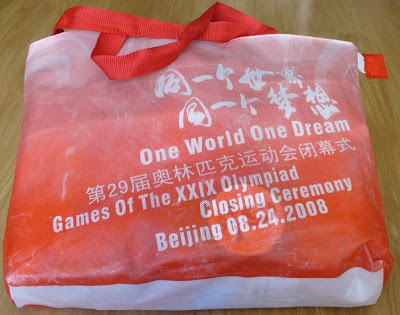 同一个世界
同一个梦想
One World One Dream
第29届奥林匹克运动会闭幕式
Games Of The XXIX Olympiad
Closing Ceremony
Beijing 08.24.2008